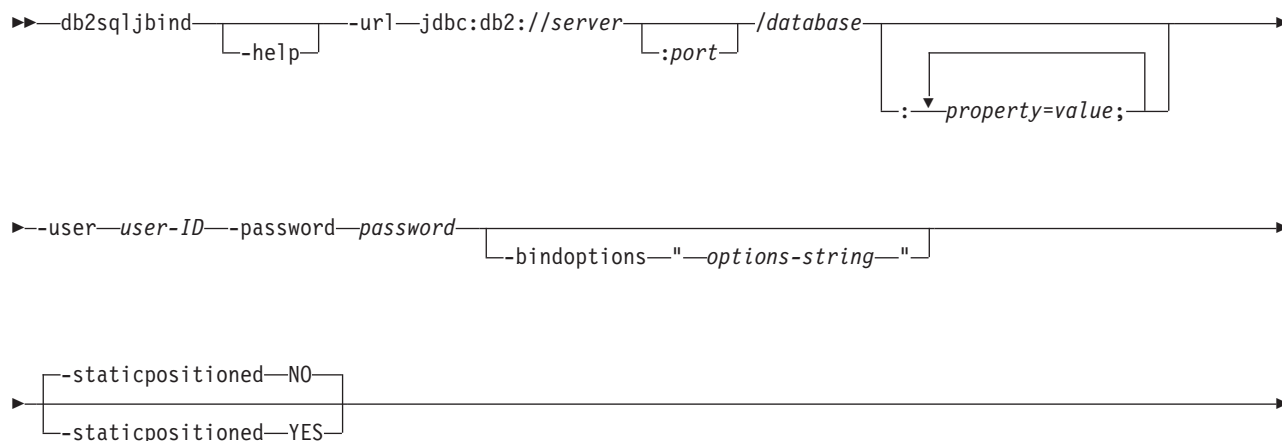 db2sqljbind -url jdbc:db2://server /database
-help :port
: property=value;
-user user-ID -password password
-bindoptions " options-string "
-staticpositioned NO
-staticpositioned YES